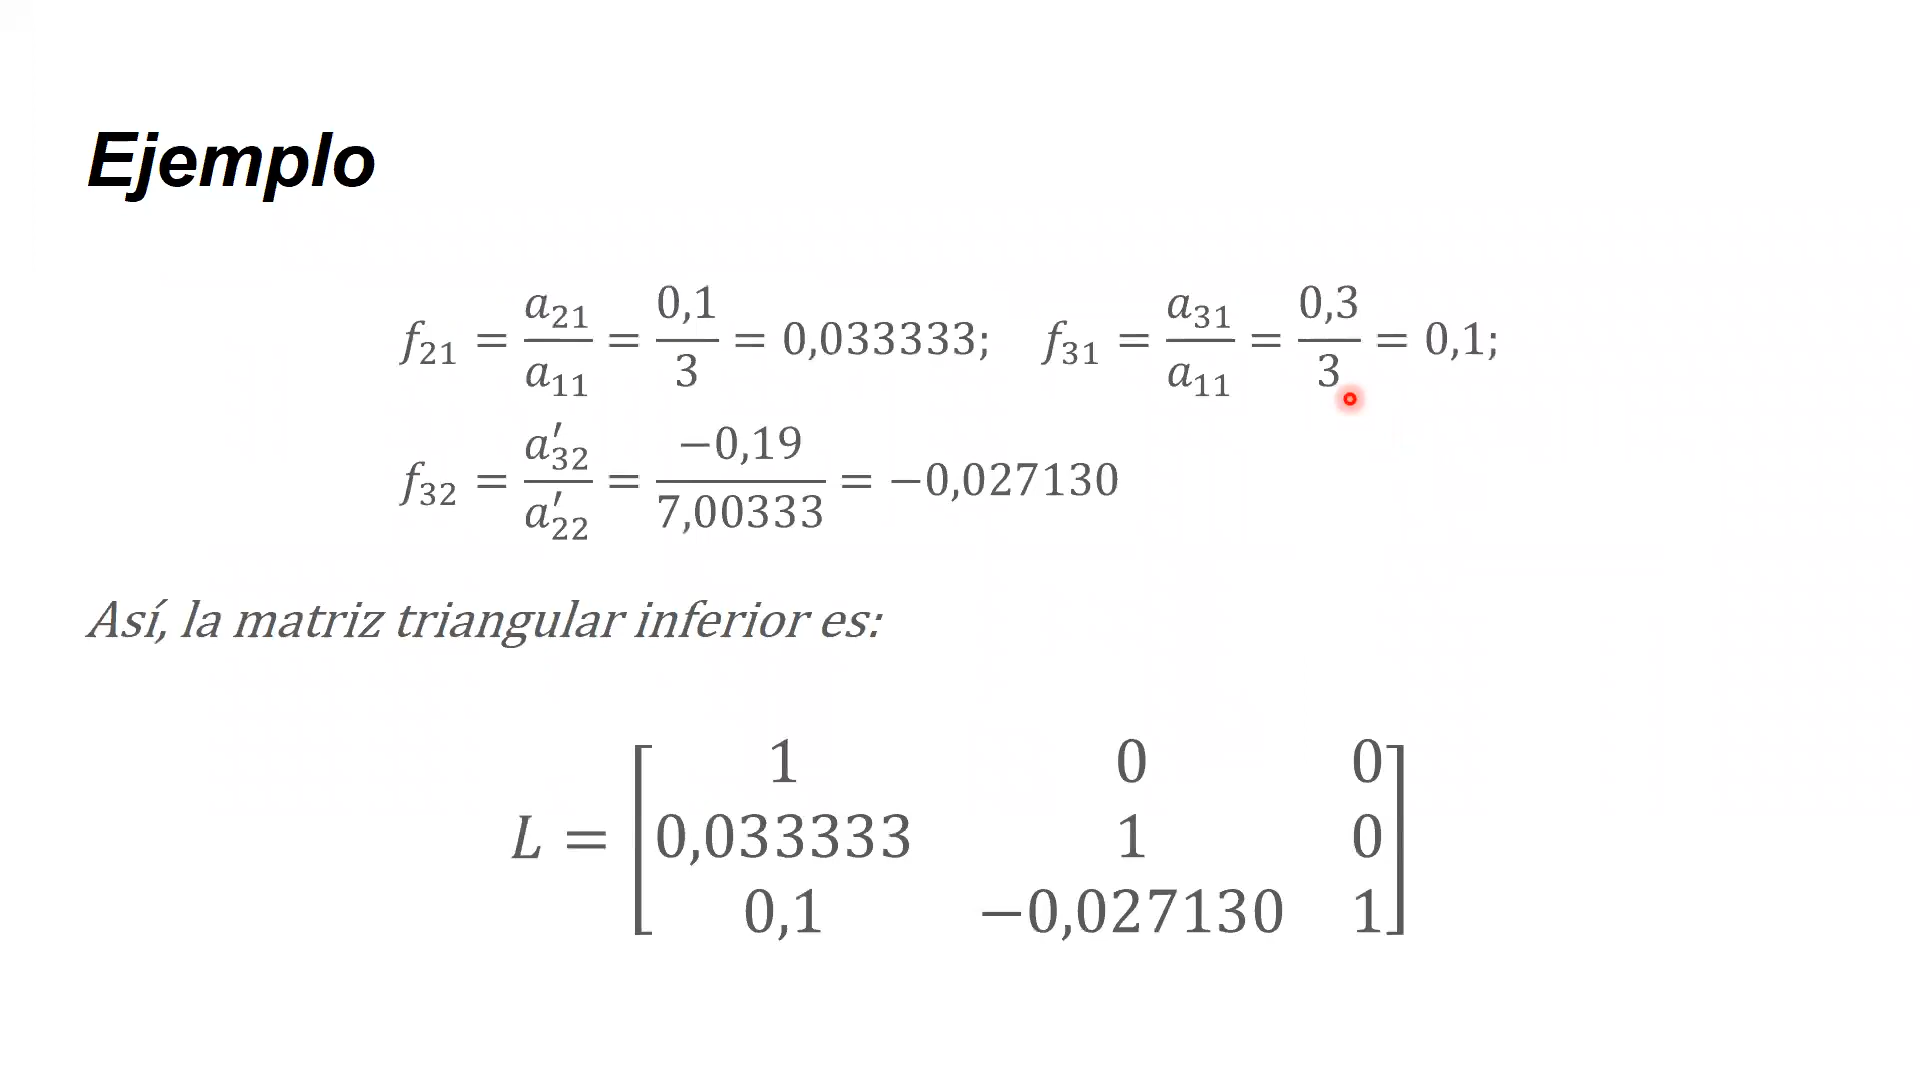 Ejemplo
f21 = a21/a11 = 0,1/3 = 0,033333; f31 = a31/a11 = 0,3/3 = 0,1;
f32 = a′32/a′22 = −0,19/7,00333 = −0,027130
Así, la matriz triangular inferior es:
L = [1 0 0
0,033333 1 0
0,1 −0,027130 1]